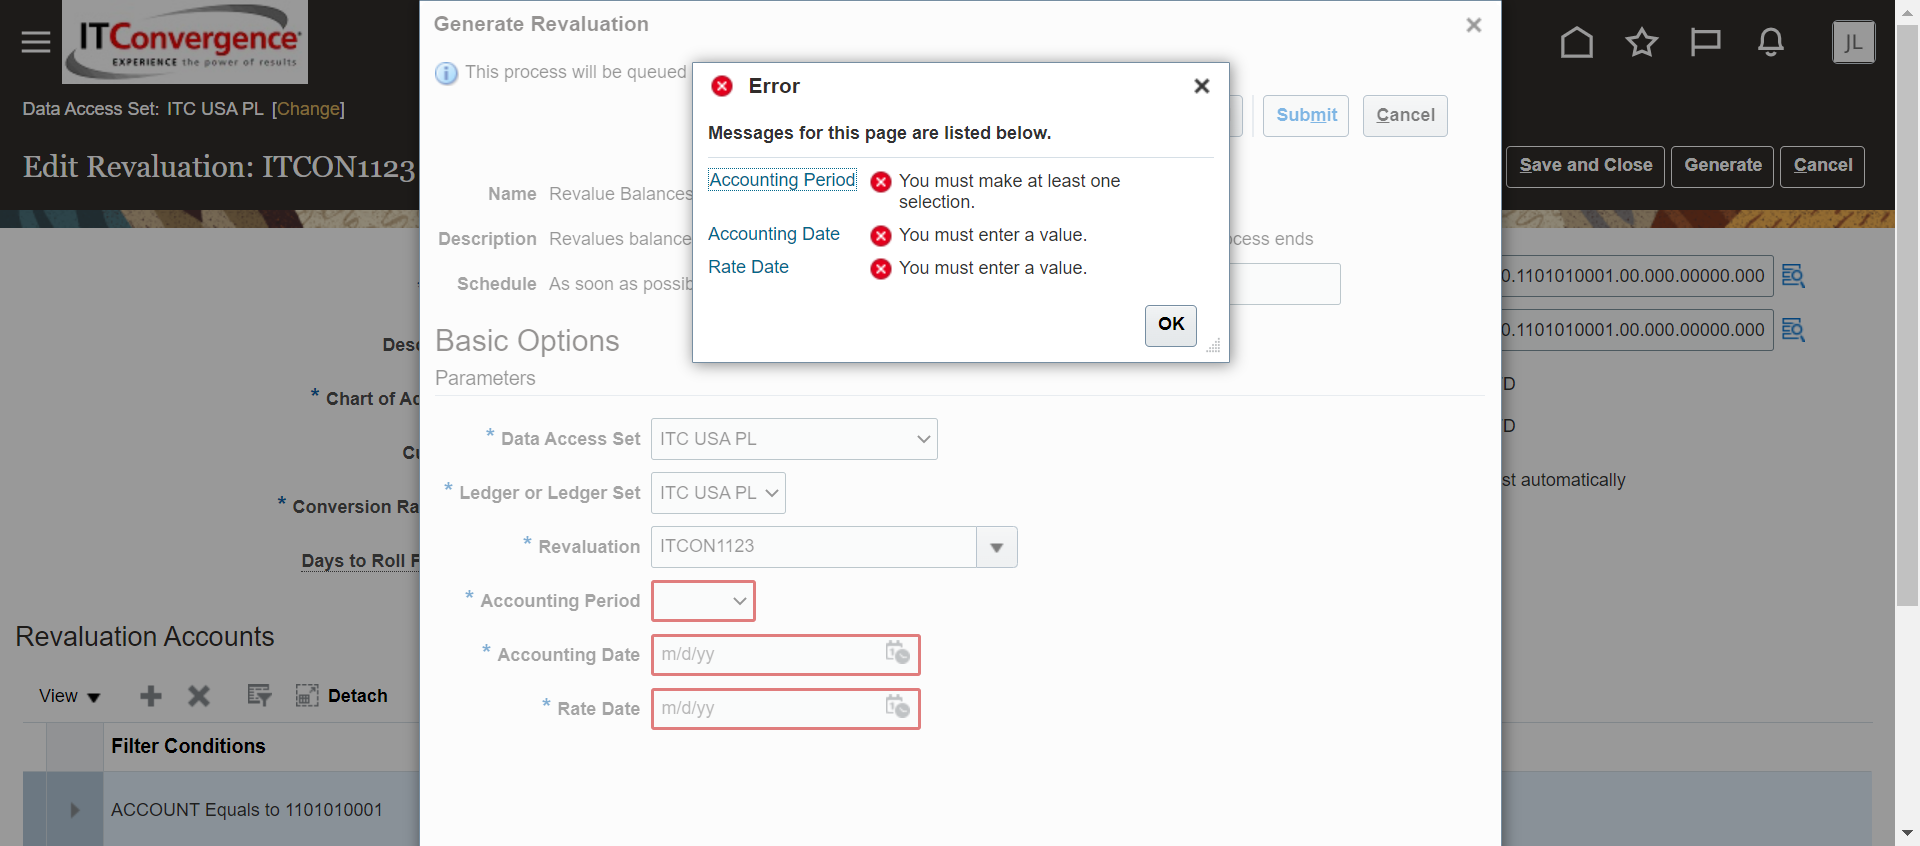 ITConvergence
EXPERIENCE the power of results
Data Access Set: ITC USA PL [Change]
Edit Revaluation: ITCON1123
JL
Save and Close
Generate
Cancel
Generate Revaluation
This process will be queued
Submit
Cancel
Name Revalue Balances
Description Revalues balance
cess ends
Schedule As soon as possib
Error
Messages for this page are listed below.
Accounting Period You must make at least one
selection.
Accounting Date You must enter a value.
Rate Date You must enter a value.
OK
Basic Options
Parameters
* Data Access Set ITC USA PL
* Ledger or Ledger Set ITC USA PL
* Revaluation ITCON1123
* Accounting Period
* Accounting Date m/d/yy
* Rate Date m/d/yy
Desc
* Chart of Ac
Cu
* Conversion Ra
Days to Roll F
0.1101010001.00.000.00000.000
0.1101010001.00.000.00000.000
D
D
st automatically
Revaluation Accounts
View
Detach
Filter Conditions
ACCOUNT Equals to 1101010001